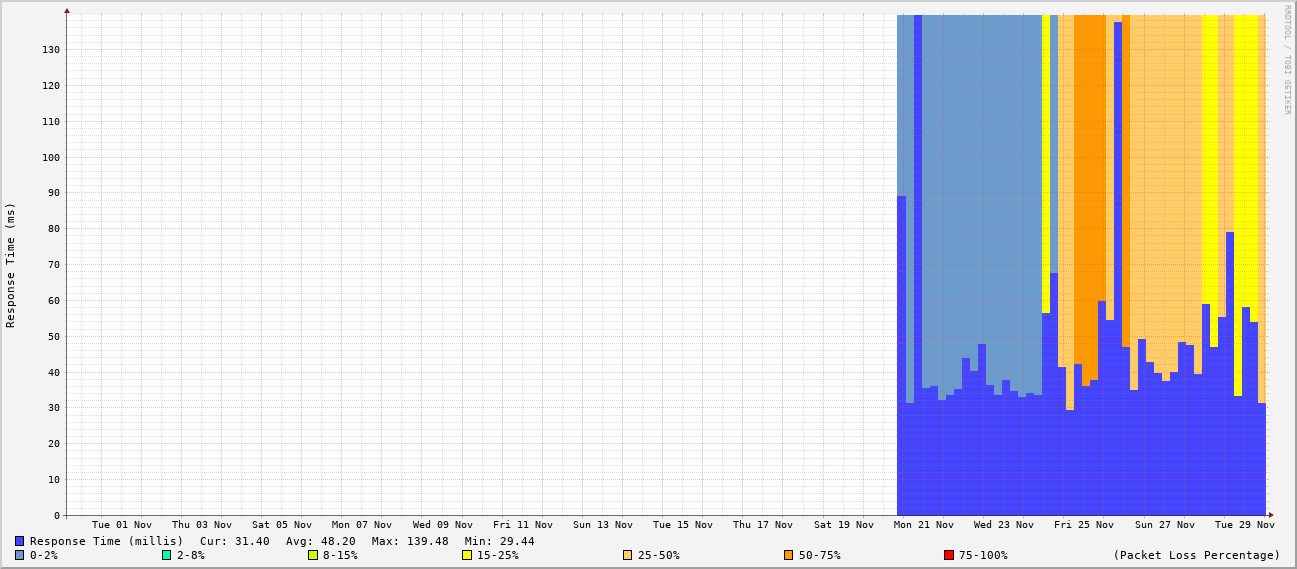 RRDTOOL / TOBI OETIKER
Response Time (ms)
130
120
110
100
90
80
70
60
50
40
30
20
10
0
Tue 01 Nov Thu 03 Nov Sat 05 Nov Mon 07 Nov Wed 09 Nov Fri 11 Nov Sun 13 Nov Tue 15 Nov Thu 17 Nov Sat 19 Nov Mon 21 Nov Wed 23 Nov Fri 25 Nov Sun 27 Nov Tue 29 Nov
Response Time (millis) Cur: 31.40 Avg: 48.20 Max: 139.48 Min: 29.44
0-2% 2-8% 8-15% 15-25% 25-50% 50-75% 75-100% (Packet Loss Percentage)